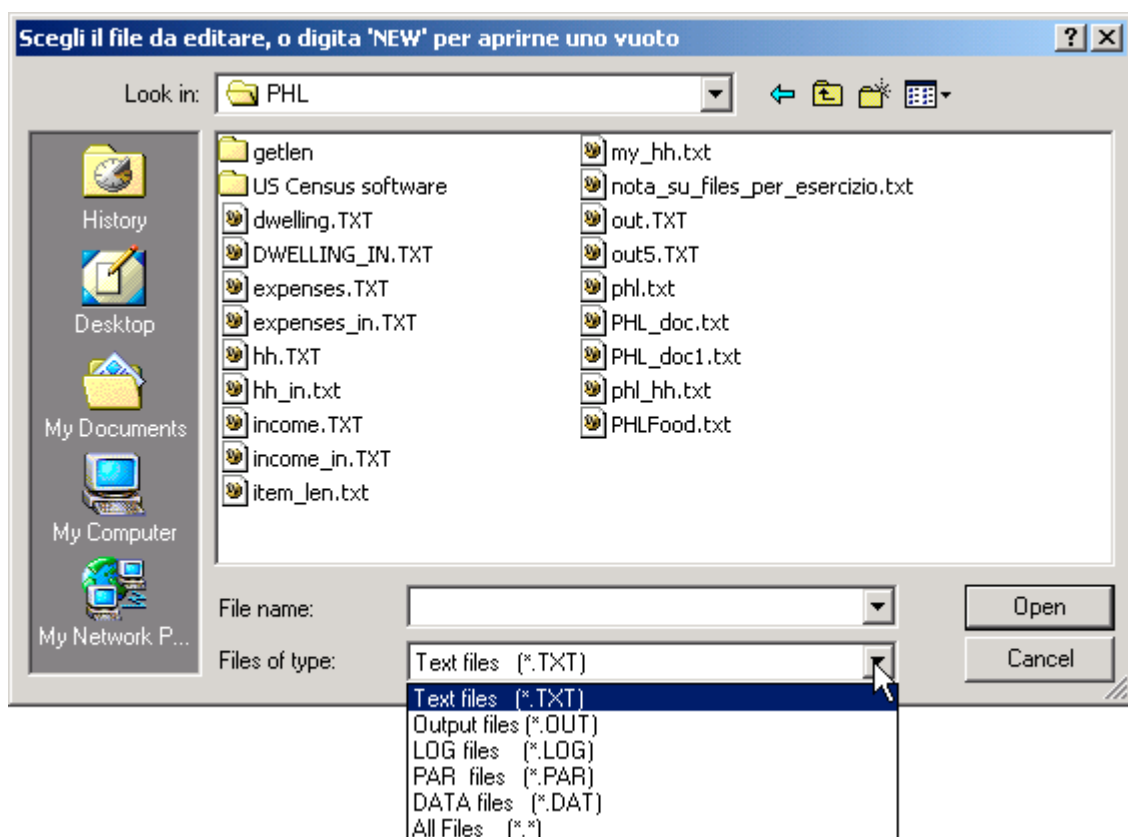 Scegli il file da editare, o digita 'NEW' per aprirne uno vuoto
Look in:
PHL
History
Desktop
My Documents
My Computer
My Network P...
getlen
US Census software
dwelling.TXT
DWELLING_IN.TXT
expenses.TXT
expenses_in.TXT
hh.TXT
hh_in.txt
income.TXT
income_in.TXT
item_len.txt
my_hh.txt
nota_su_files_per_esercizio.txt
out.TXT
out5.TXT
phl.txt
PHL_doc.txt
PHL_doc1.txt
phl_hh.txt
PHLFood.txt
File name:
Open
Files of type:
Text files (*.TXT)
Cancel
Text files (*.TXT)
Output files (*.OUT)
LOG files (*.LOG)
PAR files (*.PAR)
DATA files (*.DAT)
All Files (*.*)